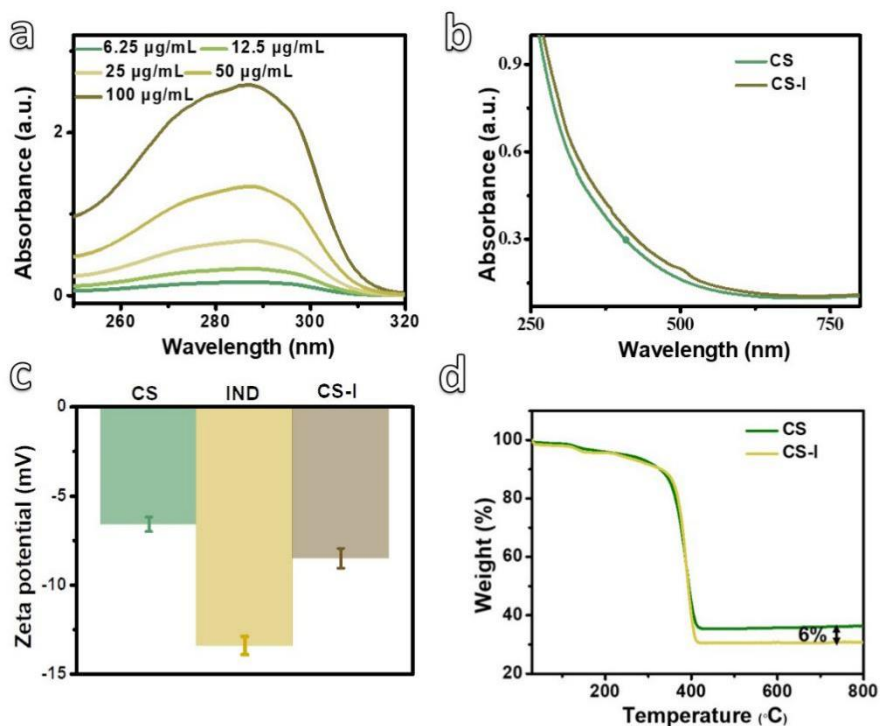 a
6.25 µg/mL 12.5 µg/mL
25 µg/mL 50 µg/mL
100 µg/mL
2
1
0
Absorbance (a.u.)
260 280 300 320
Wavelength (nm)
b
CS
CS-I
0.9
0.6
0.3
Absorbance (a.u.)
250 500 750
Wavelength (nm)
c
CS IND CS-I
0
-5
-10
-15
Zeta potential (mV)
d
CS
CS-I
100
80
60
40
20
Weight (%)
6%
200 400 600 800
Temperature (°C)